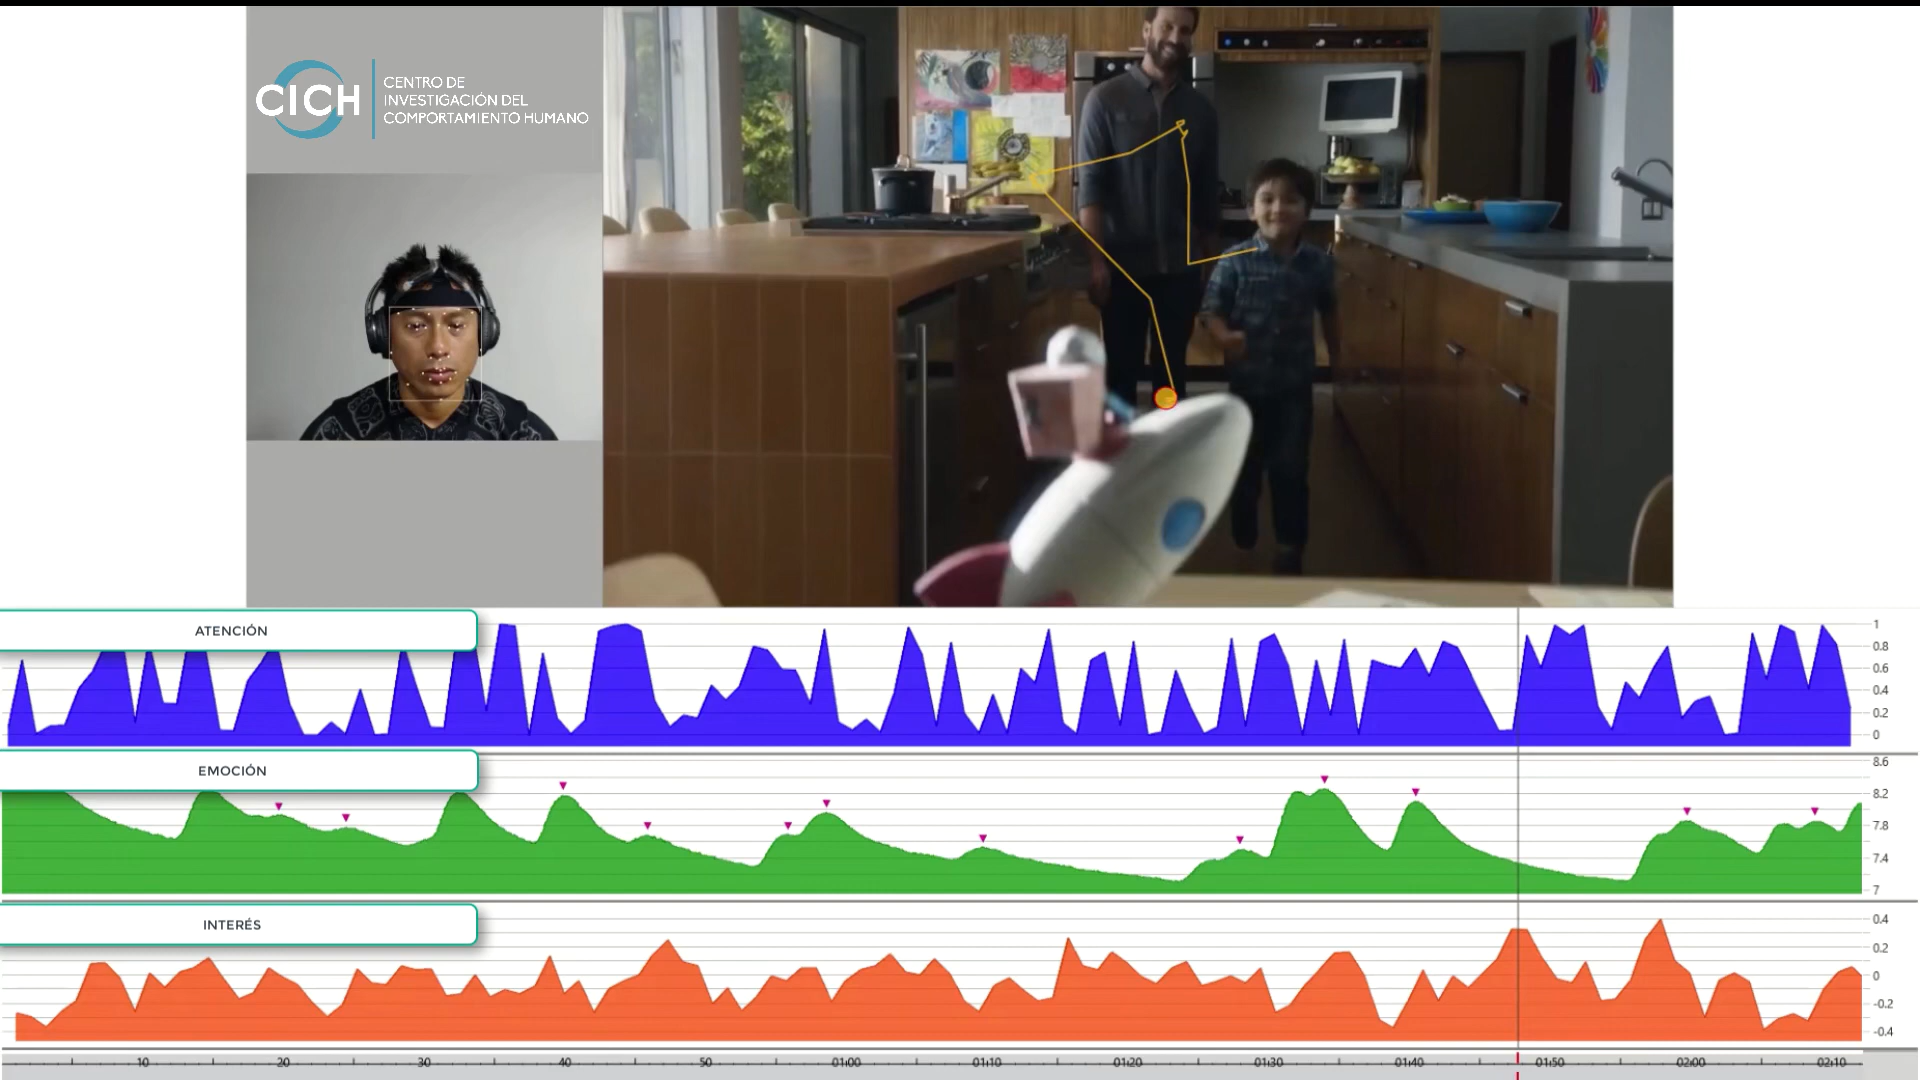 CICH
CENTRO DE
INVESTIGACIÓN DEL
COMPORTAMIENTO HUMANO
ATENCIÓN
1
0.8
0.6
0.4
0.2
0
EMOCIÓN
8.6
8.2
7.8
7.4
7
INTERÉS
0.4
0.2
0
-0.2
-0.4
10 20 30 40 50 01:00 01:10 01:20 01:30 01:40 01:50 02:00 02:10